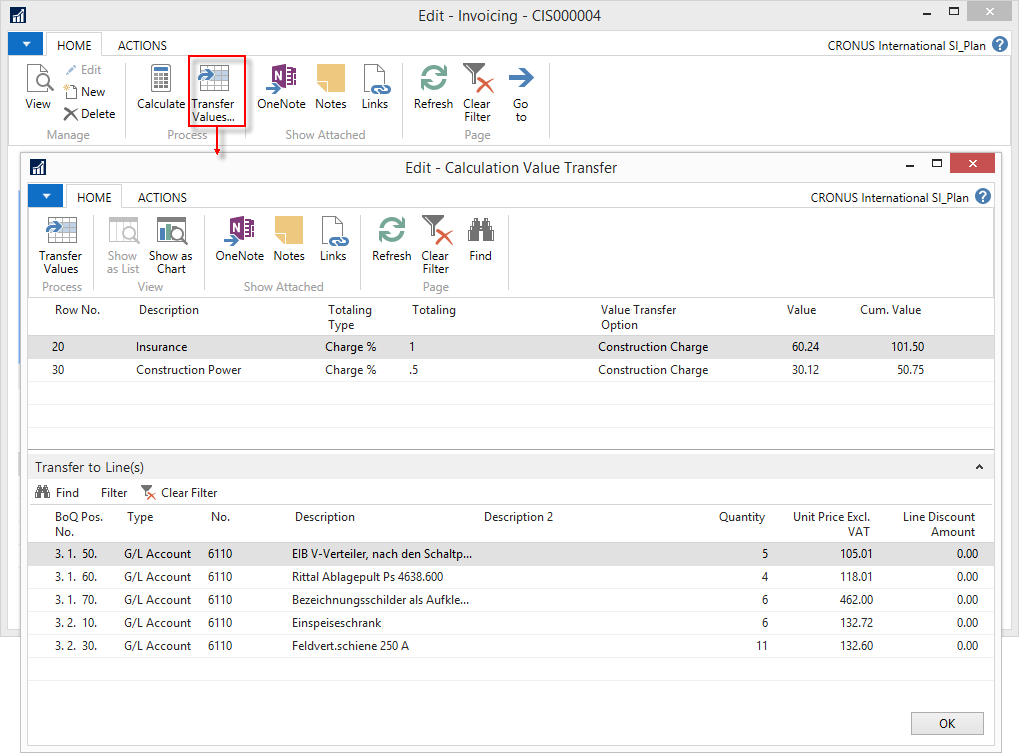 Edit - Invoicing - CIS000004
HOME ACTIONS CRONUS International SI_Plan ?
View Edit New Delete Calculate Transfer Values... OneNote Notes Links Refresh Clear Filter Go to
Manage Process Show Attached Page
Edit - Calculation Value Transfer
HOME ACTIONS CRONUS International SI_Plan ?
Transfer Values Show as List Show as Chart OneNote Notes Links Refresh Clear Filter Find
Process View Show Attached Page
Row No. Description Totaling Type Totaling Value Transfer Option Value Cum. Value
20 Insurance Charge % 1 Construction Charge 60.24 101.50
30 Construction Power Charge % .5 Construction Charge 30.12 50.75
Transfer to Line(s)
Find Filter Clear Filter
BoQ Pos. No. Type No. Description Description 2 Quantity Unit Price Excl. VAT Line Discount Amount
3. 1. 50. G/L Account 6110 EIB V-Verteiler, nach den Schaltp... 5 105.01 0.00
3. 1. 60. G/L Account 6110 Rittal Ablagepult Ps 4638.600 4 118.01 0.00
3. 1. 70. G/L Account 6110 Bezeichnungsschilder als Aufkle... 6 462.00 0.00
3. 2. 10. G/L Account 6110 Einspeiseschrank 6 132.72 0.00
3. 2. 30. G/L Account 6110 Feldvert.schiene 250 A 11 132.60 0.00
OK